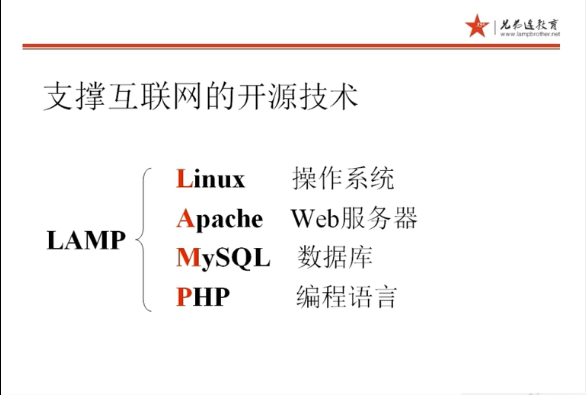 兄弟连教育
www.lampbrother.net
支撑互联网的开源技术
LAMP
Linux 操作系统
Apache Web服务器
MySQL 数据库
PHP 编程语言